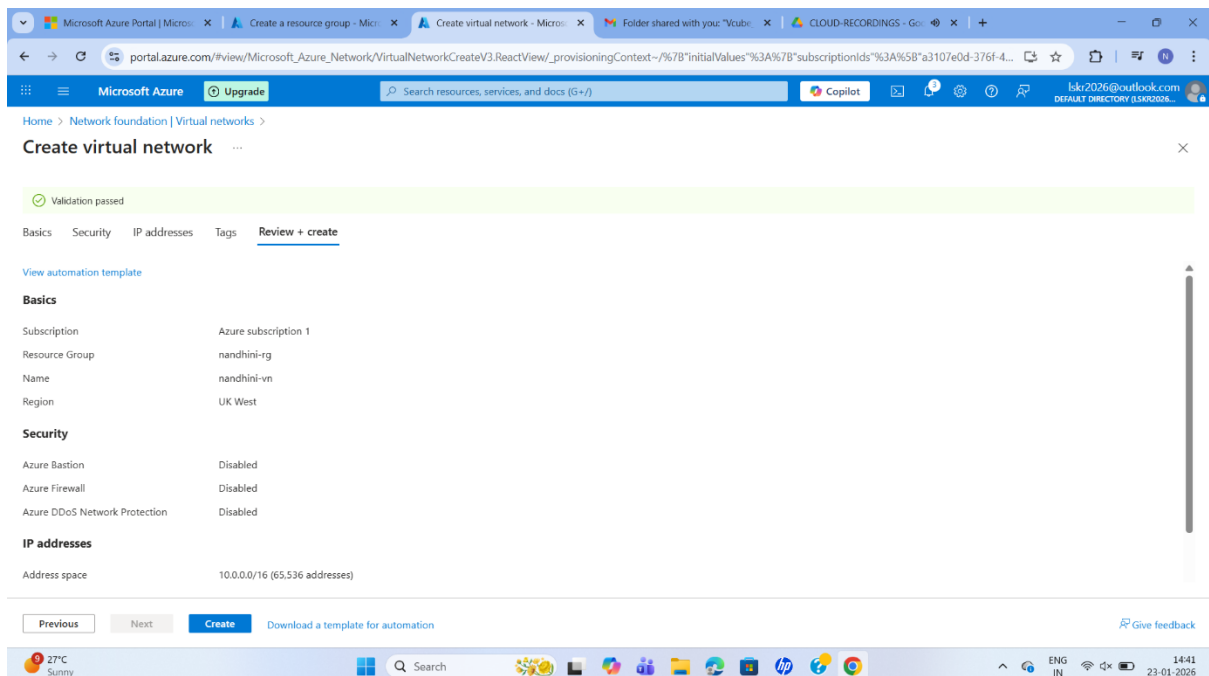 Microsoft Azure Portal | Micros
Create a resource group - Micr
Create virtual network - Micros
Folder shared with you: "Vcube_
CLOUD-RECORDINGS - Goo
portal.azure.com/#view/Microsoft_Azure_Network/VirtualNetworkCreateV3.ReactView/_provisioningContext~/%7B"initialValues"%3A%7B"subscriptionIds"%3A%5B"a3107e0d-376f-4...
N
Microsoft Azure
Upgrade
Search resources, services, and docs (G+/)
Copilot
3
lskr2026@outlook.com
DEFAULT DIRECTORY (LSKR2026...
Home > Network foundation | Virtual networks >
Create virtual network ...
Validation passed
Basics Security IP addresses Tags Review + create
View automation template
Basics
Subscription Azure subscription 1
Resource Group nandhini-rg
Name nandhini-vn
Region UK West
Security
Azure Bastion Disabled
Azure Firewall Disabled
Azure DDoS Network Protection Disabled
IP addresses
Address space 10.0.0.0/16 (65,536 addresses)
Previous Next Create Download a template for automation Give feedback
9
27°C
Sunny
Search
ENG
IN
14:41
23-01-2026